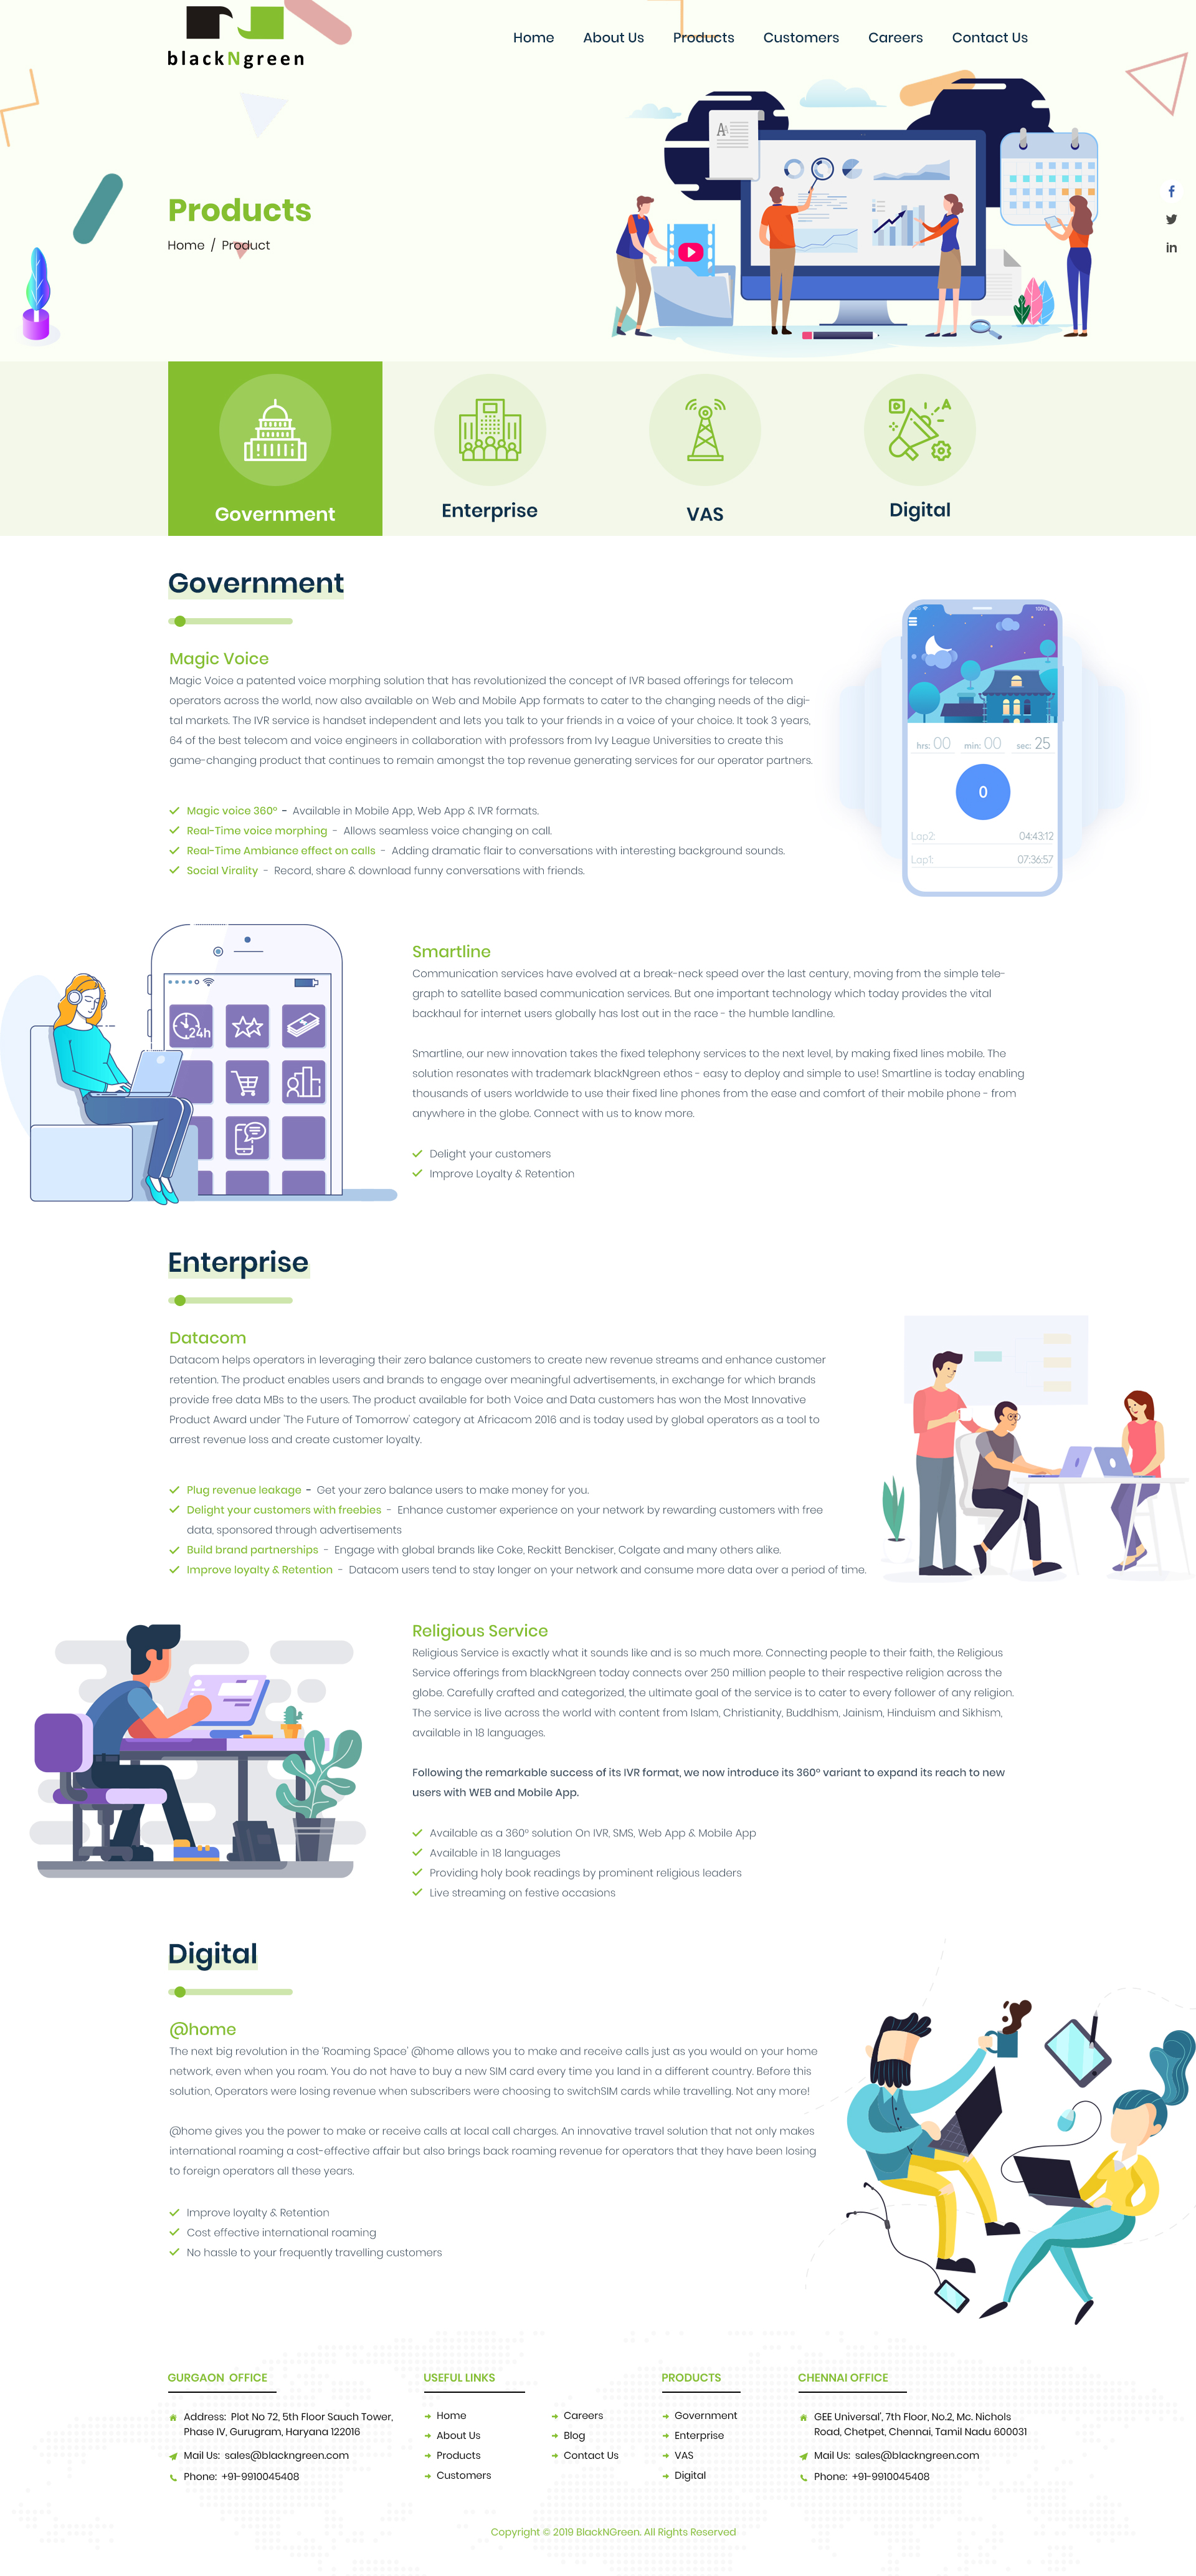 blackNgreen
Home About Us Products Customers Careers Contact Us
Products
Home / Product
Government
Enterprise
VAS
Digital
Government
Magic Voice
Magic Voice a patented voice morphing solution that has revolutionized the concept of IVR based offerings for telecom
operators across the world, now also available on Web and Mobile App formats to cater to the changing needs of the digi-
tal markets. The IVR service is handset independent and lets you talk to your friends in a voice of your choice. It took 3 years,
64 of the best telecom and voice engineers in collaboration with professors from Ivy League Universities to create this
game-changing product that continues to remain amongst the top revenue generating services for our operator partners.
Magic voice 360° - Available in Mobile App, Web App & IVR formats.
Real-Time voice morphing - Allows seamless voice changing on call.
Real-Time Ambiance effect on calls - Adding dramatic flair to conversations with interesting background sounds.
Social Virality - Record, share & download funny conversations with friends.
100%
hrs: 00 min: 00 sec: 25
0
Lap2: 04:43:12
Lap1: 07:36:57
24h
Smartline
Communication services have evolved at a break-neck speed over the last century, moving from the simple tele-
graph to satellite based communication services. But one important technology which today provides the vital
backhaul for internet users globally has lost out in the race - the humble landline.
Smartline, our new innovation takes the fixed telephony services to the next level, by making fixed lines mobile. The
solution resonates with trademark blackNgreen ethos - easy to deploy and simple to use! Smartline is today enabling
thousands of users worldwide to use their fixed line phones from the ease and comfort of their mobile phone - from
anywhere in the globe. Connect with us to know more.
Delight your customers
Improve Loyalty & Retention
Enterprise
Datacom
Datacom helps operators in leveraging their zero balance customers to create new revenue streams and enhance customer
retention. The product enables users and brands to engage over meaningful advertisements, in exchange for which brands
provide free data MBs to the users. The product available for both Voice and Data customers has won the Most Innovative
Product Award under 'The Future of Tomorrow' category at Africacom 2016 and is today used by global operators as a tool to
arrest revenue loss and create customer loyalty.
Plug revenue leakage - Get your zero balance users to make money for you.
Delight your customers with freebies - Enhance customer experience on your network by rewarding customers with free
data, sponsored through advertisements
Build brand partnerships - Engage with global brands like Coke, Reckitt Benckiser, Colgate and many others alike.
Improve loyalty & Retention - Datacom users tend to stay longer on your network and consume more data over a period of time.
Religious Service
Religious Service is exactly what it sounds like and is so much more. Connecting people to their faith, the Religious
Service offerings from blackNgreen today connects over 250 million people to their respective religion across the
globe. Carefully crafted and categorized, the ultimate goal of the service is to cater to every follower of any religion.
The service is live across the world with content from Islam, Christianity, Buddhism, Jainism, Hinduism and Sikhism,
available in 18 languages.
Following the remarkable success of its IVR format, we now introduce its 360° variant to expand its reach to new
users with WEB and Mobile App.
Available as a 360° solution On IVR, SMS, Web App & Mobile App
Available in 18 languages
Providing holy book readings by prominent religious leaders
Live streaming on festive occasions
Digital
@home
The next big revolution in the 'Roaming Space' @home allows you to make and receive calls just as you would on your home
network, even when you roam. You do not have to buy a new SIM card every time you land in a different country. Before this
solution, Operators were losing revenue when subscribers were choosing to switchSIM cards while travelling. Not any more!
@home gives you the power to make or receive calls at local call charges. An innovative travel solution that not only makes
international roaming a cost-effective affair but also brings back roaming revenue for operators that they have been losing
to foreign operators all these years.
Improve loyalty & Retention
Cost effective international roaming
No hassle to your frequently travelling customers
GURGAON OFFICE
Address: Plot No 72, 5th Floor Sauch Tower,
Phase IV, Gurugram, Haryana 122016
Mail Us: sales@blackngreen.com
Phone: +91-9910045408
USEFUL LINKS
Home
About Us
Products
Customers
Careers
Blog
Contact Us
PRODUCTS
Government
Enterprise
VAS
Digital
CHENNAI OFFICE
GEE Universal', 7th Floor, No.2, Mc. Nichols
Road, Chetpet, Chennai, Tamil Nadu 600031
Mail Us: sales@blackngreen.com
Phone: +91-9910045408
Copyright © 2019 BlackNGreen. All Rights Reserved